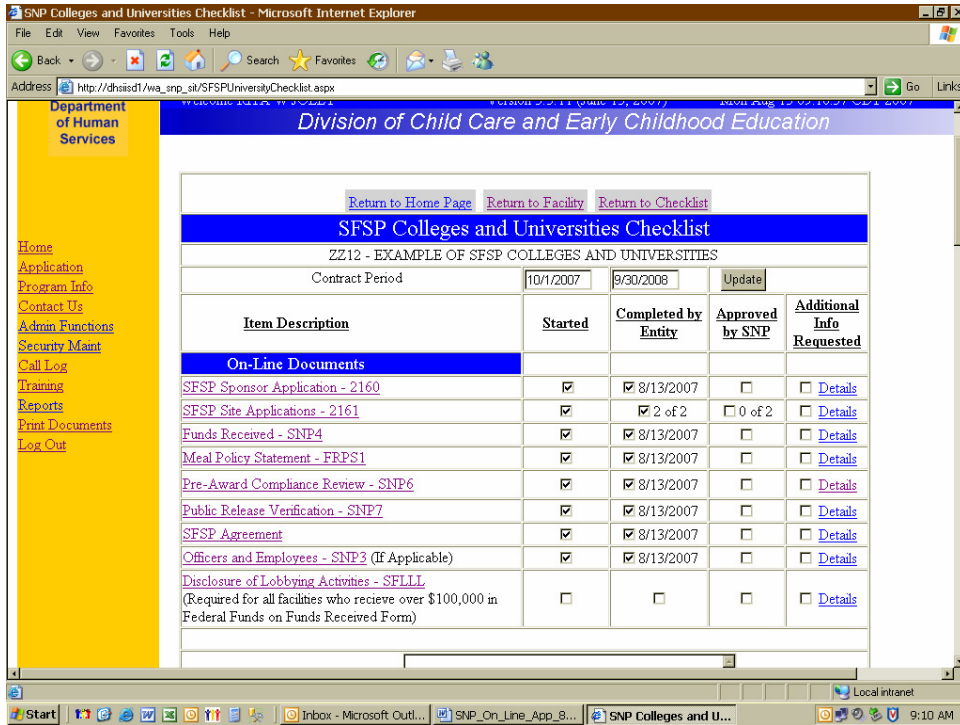 SNP Colleges and Universities Checklist - Microsoft Internet Explorer
File Edit View Favorites Tools Help
Back Search Favorites
Address http://dhsiisd1/wa_snp_sit/SFSPUniversityChecklist.aspx Go Links
Department
of Human
Services
Division of Child Care and Early Childhood Education
Home
Application
Program Info
Contact Us
Admin Functions
Security Maint
Call Log
Training
Reports
Print Documents
Log Out
Return to Home Page Return to Facility Return to Checklist
SFSP Colleges and Universities Checklist
ZZ12 - EXAMPLE OF SFSP COLLEGES AND UNIVERSITIES
Contract Period 10/1/2007 9/30/2008 Update
Item Description Started Completed by Entity Approved by SNP Additional Info Requested
On-Line Documents
SFSP Sponsor Application - 2160 8/13/2007 Details
SFSP Site Applications - 2161 2 of 2 0 of 2 Details
Funds Received - SNP4 8/13/2007 Details
Meal Policy Statement - FRPS1 8/13/2007 Details
Pre-Award Compliance Review - SNP6 8/13/2007 Details
Public Release Verification - SNP7 8/13/2007 Details
SFSP Agreement 8/13/2007 Details
Officers and Employees - SNP3 (If Applicable) 8/13/2007 Details
Disclosure of Lobbying Activities - SFLLL
(Required for all facilities who recieve over $100,000 in
Federal Funds on Funds Received Form) Details
Local intranet
Start Inbox - Microsoft Outl... SNP_On_Line_App_8... SNP Colleges and U... 9:10 AM